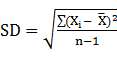 SD = √(∑(Xᵢ − X̄)² / n−1)